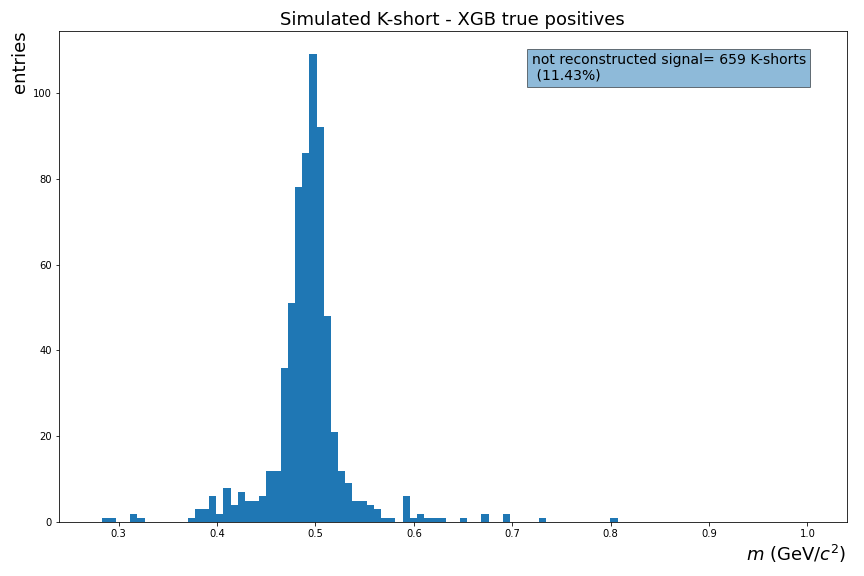 Simulated K-short - XGB true positives
entries
not reconstructed signal= 659 K-shorts
(11.43%)
100
80
60
40
20
0
0.3 0.4 0.5 0.6 0.7 0.8 0.9 1.0
m (GeV/c²)